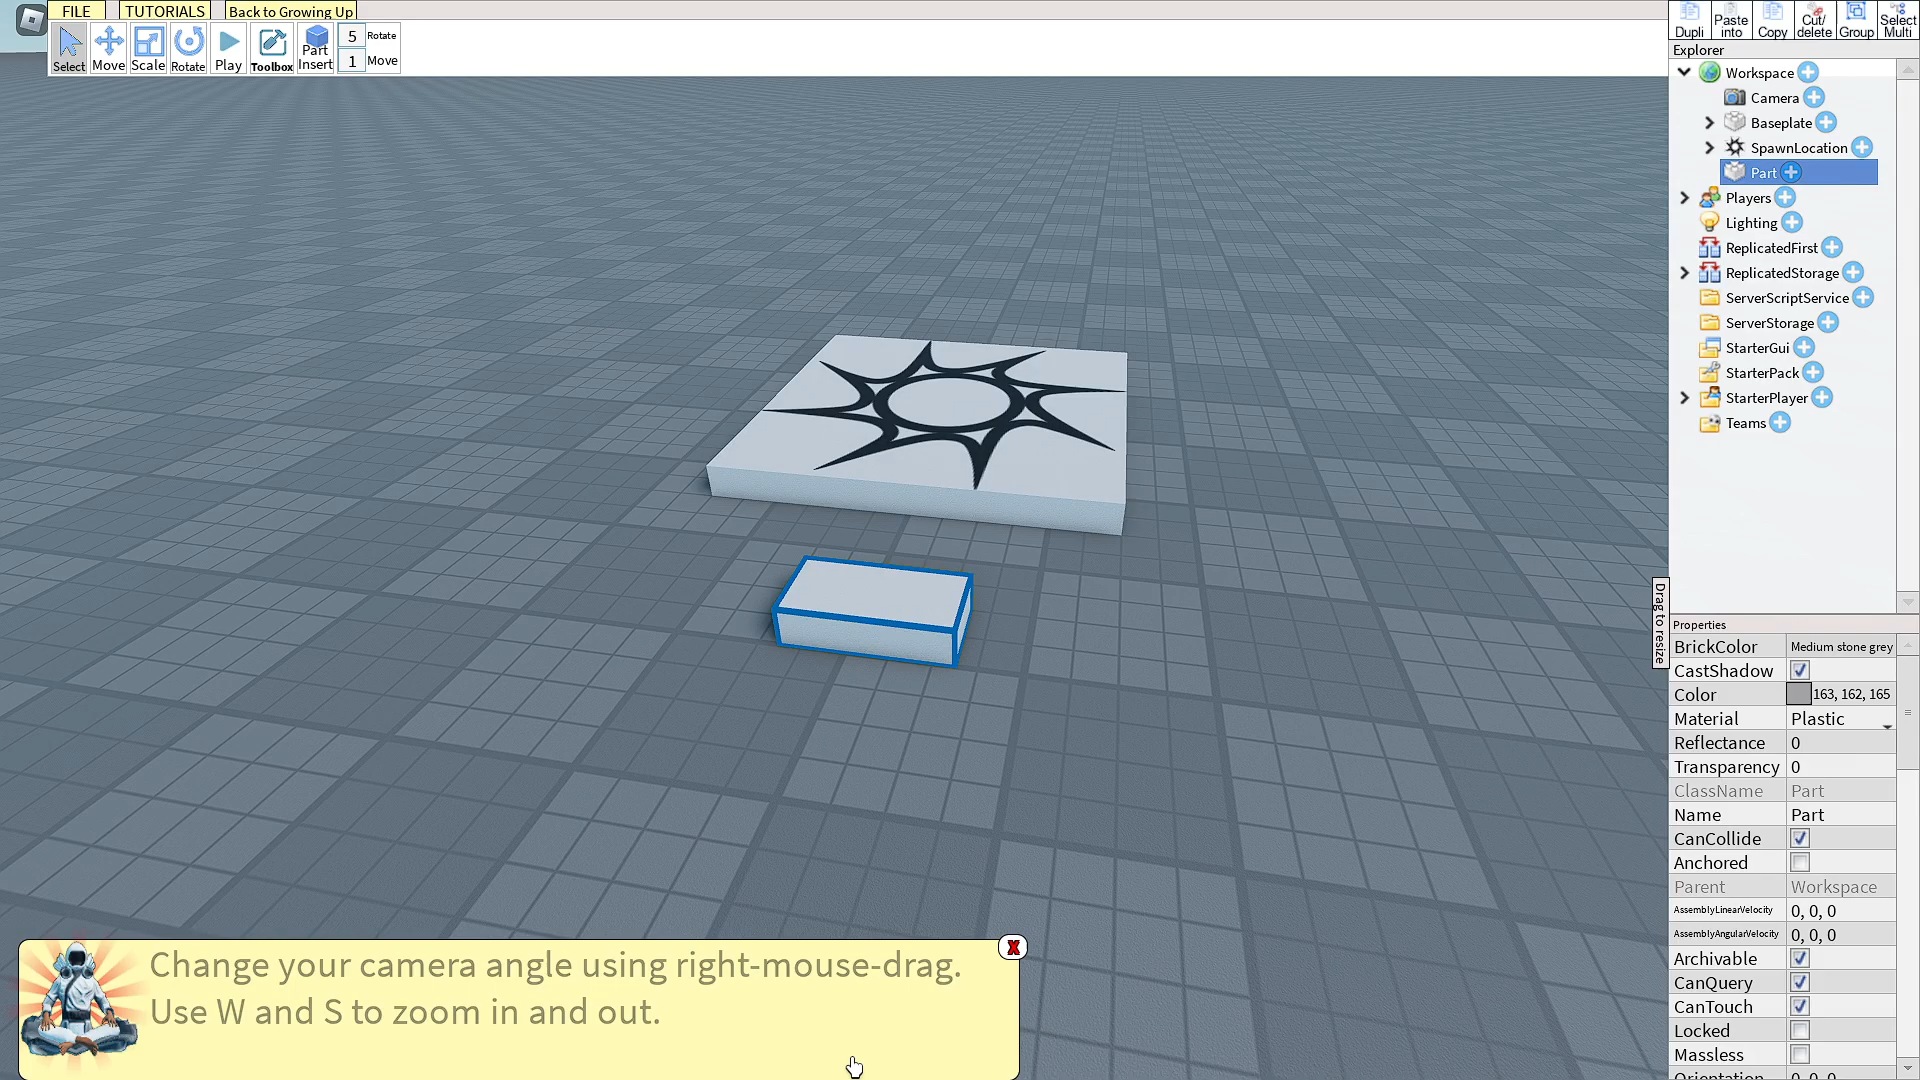 FILE
TUTORIALS
Back to Growing Up
Select
Move
Scale
Rotate
Play
Toolbox
Part
Insert
5 Rotate
1 Move
Dupli
Paste
into
Copy
Cut/
delete
Group
Select
Multi
Explorer
Workspace
Camera
Baseplate
SpawnLocation
Part
Players
Lighting
ReplicatedFirst
ReplicatedStorage
ServerScriptService
ServerStorage
StarterGui
StarterPack
StarterPlayer
Teams
Drag to resize
Properties
BrickColor Medium stone grey
CastShadow
Color 163, 162, 165
Material Plastic
Reflectance 0
Transparency 0
ClassName Part
Name Part
CanCollide
Anchored
Parent Workspace
AssemblyLinearVelocity 0, 0, 0
AssemblyAngularVelocity 0, 0, 0
Archivable
CanQuery
CanTouch
Locked
Massless
Orientation 0, 0, 0
Change your camera angle using right-mouse-drag.
Use W and S to zoom in and out.
X